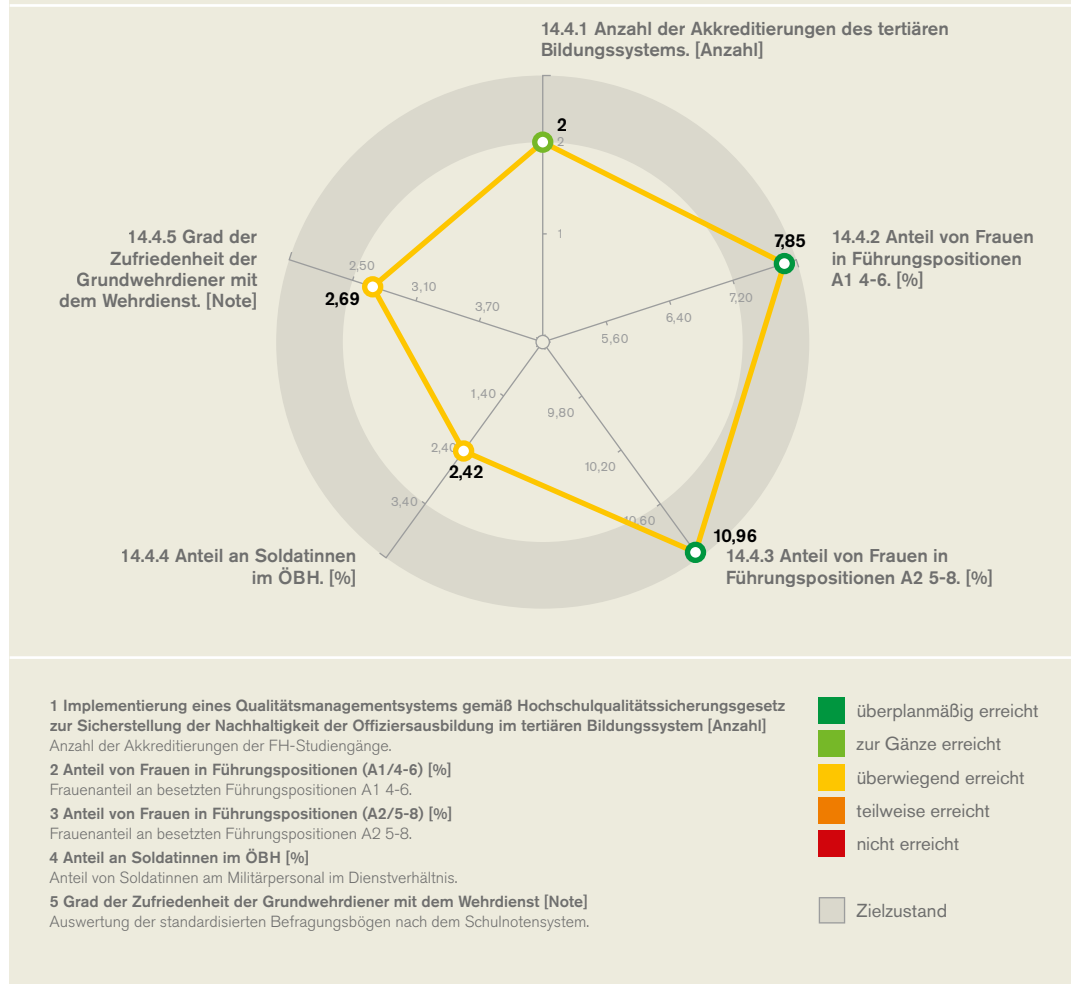 14.4.1 Anzahl der Akkreditierungen des tertiären
Bildungssystems. [Anzahl]
2
2
1
14.4.5 Grad der
Zufriedenheit der
Grundwehrdiener mit
dem Wehrdienst. [Note]
2,50
3,10
3,70
2,69
7,85
7,20
6,40
5,60
14.4.2 Anteil von Frauen
in Führungspositionen
A1 4-6. [%]
1,40
2,40
2,42
3,40
9,80
10,20
10,60
10,96
14.4.4 Anteil an Soldatinnen
im ÖBH. [%]
14.4.3 Anteil von Frauen in
Führungspositionen A2 5-8. [%]
1 Implementierung eines Qualitätsmanagementsystems gemäß Hochschulqualitätssicherungsgesetz
zur Sicherstellung der Nachhaltigkeit der Offiziersausbildung im tertiären Bildungssystem [Anzahl]
Anzahl der Akkreditierungen der FH-Studiengänge.
2 Anteil von Frauen in Führungspositionen (A1/4-6) [%]
Frauenanteil an besetzten Führungspositionen A1 4-6.
3 Anteil von Frauen in Führungspositionen (A2/5-8) [%]
Frauenanteil an besetzten Führungspositionen A2 5-8.
4 Anteil an Soldatinnen im ÖBH [%]
Anteil von Soldatinnen am Militärpersonal im Dienstverhältnis.
5 Grad der Zufriedenheit der Grundwehrdiener mit dem Wehrdienst [Note]
Auswertung der standardisierten Befragungsbögen nach dem Schulnotensystem.
überplanmäßig erreicht
zur Gänze erreicht
überwiegend erreicht
teilweise erreicht
nicht erreicht
Zielzustand